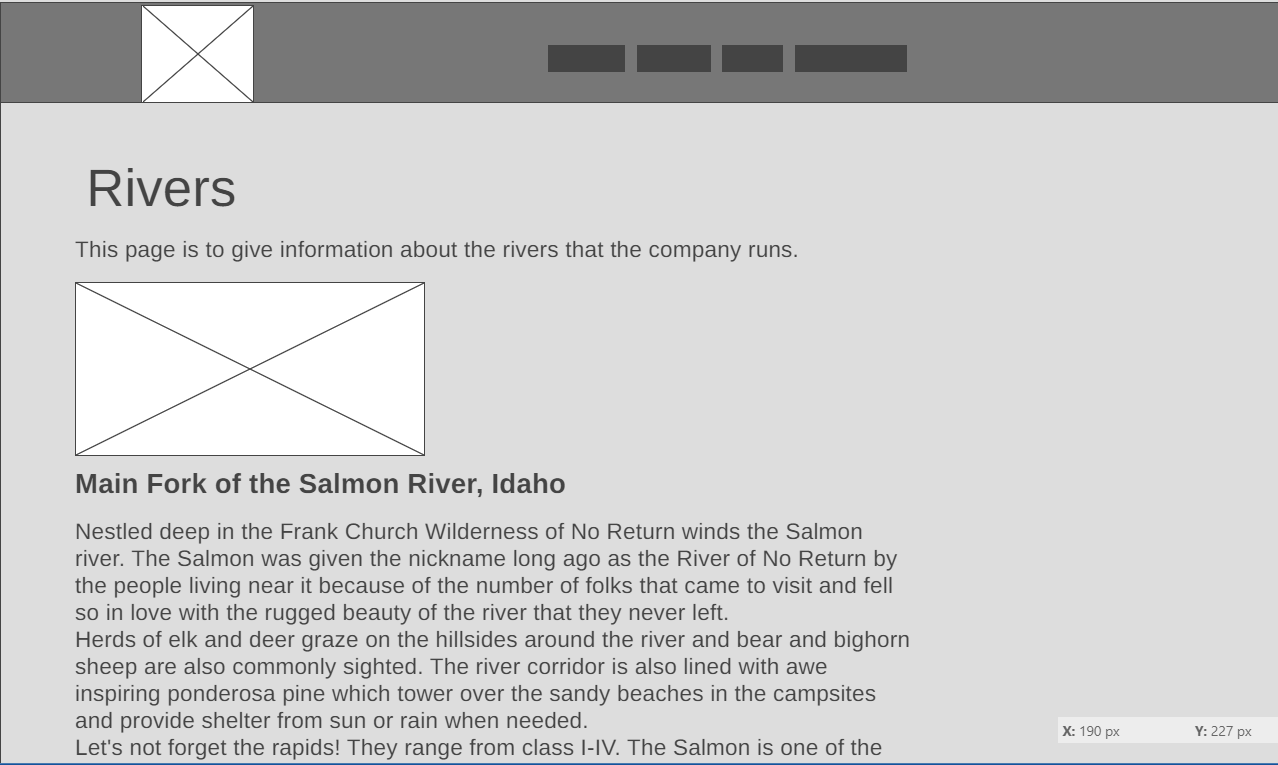 Rivers
This page is to give information about the rivers that the company runs.
Main Fork of the Salmon River, Idaho
Nestled deep in the Frank Church Wilderness of No Return winds the Salmon
river. The Salmon was given the nickname long ago as the River of No Return by
the people living near it because of the number of folks that came to visit and fell
so in love with the rugged beauty of the river that they never left.
Herds of elk and deer graze on the hillsides around the river and bear and bighorn
sheep are also commonly sighted. The river corridor is also lined with awe
inspiring ponderosa pine which tower over the sandy beaches in the campsites
and provide shelter from sun or rain when needed.
Let's not forget the rapids! They range from class I-IV. The Salmon is one of the
X: 190 px Y: 227 px